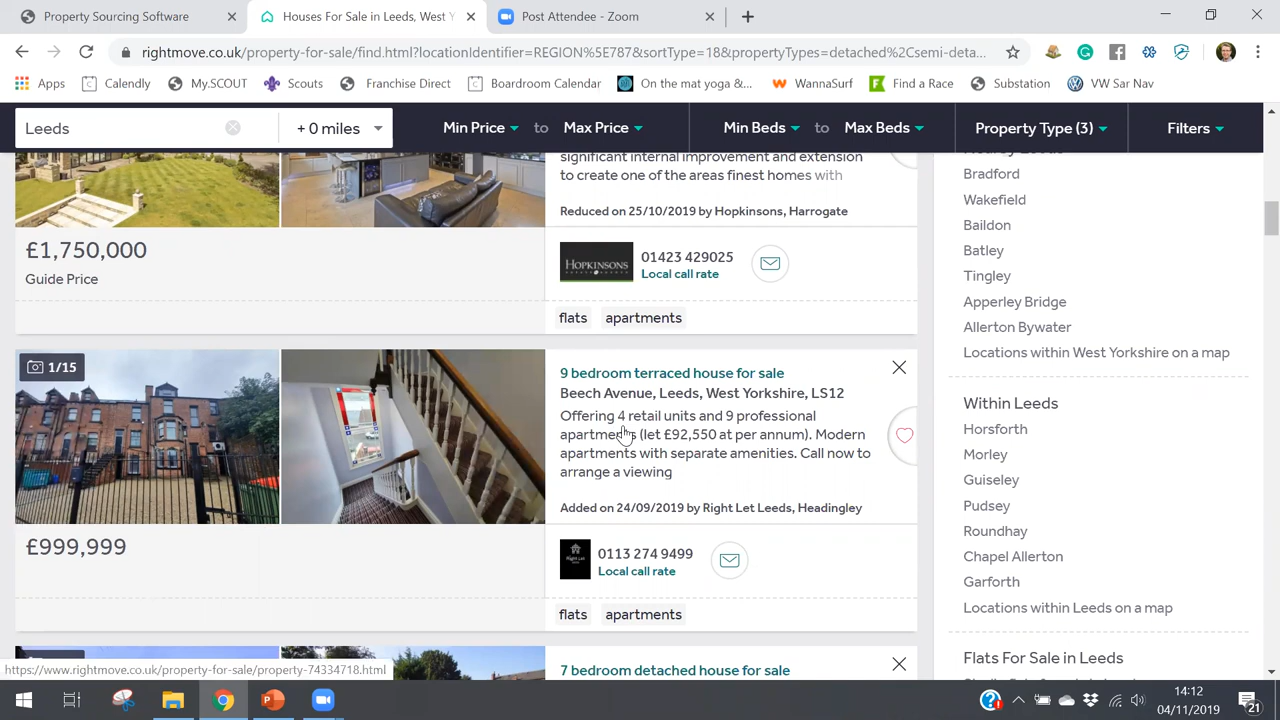 Property Sourcing Software
Houses For Sale in Leeds, West Y
Post Attendee - Zoom
rightmove.co.uk/property-for-sale/find.html?locationIdentifier=REGION%5E787&sortType=18&propertyTypes=detached%2Csemi-deta...
Apps
Calendly
My.SCOUT
Scouts
Franchise Direct
Boardroom Calendar
On the mat yoga &...
WannaSurf
Find a Race
Substation
VW Sar Nav
Leeds
+ 0 miles
Min Price
to
Max Price
Min Beds
to
Max Beds
Property Type (3)
Filters
significant internal improvement and extension
to create one of the areas finest homes with
Reduced on 25/10/2019 by Hopkinsons, Harrogate
£1,750,000
Guide Price
HOPKINSONS
01423 429025
Local call rate
flats
apartments
1/15
9 bedroom terraced house for sale
Beech Avenue, Leeds, West Yorkshire, LS12
Offering 4 retail units and 9 professional
apartments (let £92,550 at per annum). Modern
apartments with separate amenities. Call now to
arrange a viewing
Added on 24/09/2019 by Right Let Leeds, Headingley
£999,999
Right Let
0113 274 9499
Local call rate
flats
apartments
7 bedroom detached house for sale
Bradford
Wakefield
Baildon
Batley
Tingley
Apperley Bridge
Allerton Bywater
Locations within West Yorkshire on a map
Within Leeds
Horsforth
Morley
Guiseley
Pudsey
Roundhay
Chapel Allerton
Garforth
Locations within Leeds on a map
Flats For Sale in Leeds
https://www.rightmove.co.uk/property-for-sale/property-74334718.html
14:12
04/11/2019
21